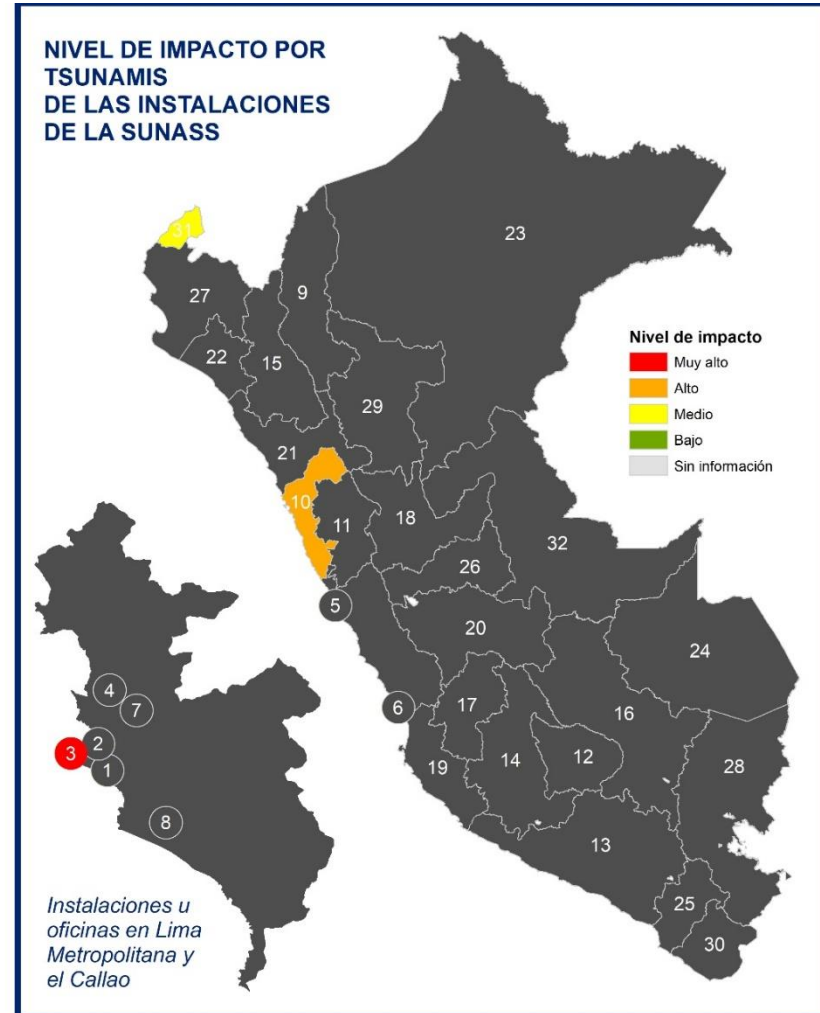 NIVEL DE IMPACTO POR
TSUNAMIS
DE LAS INSTALACIONES
DE LA SUNASS
31
23
9
27
22
15
29
Nivel de impacto
Muy alto
Alto
Medio
Bajo
Sin información
21
10
11
18
32
26
5
20
24
4
7
6
17
16
2
3
1
19
14
12
28
8
13
25
30
Instalaciones u
oficinas en Lima
Metropolitana y
el Callao